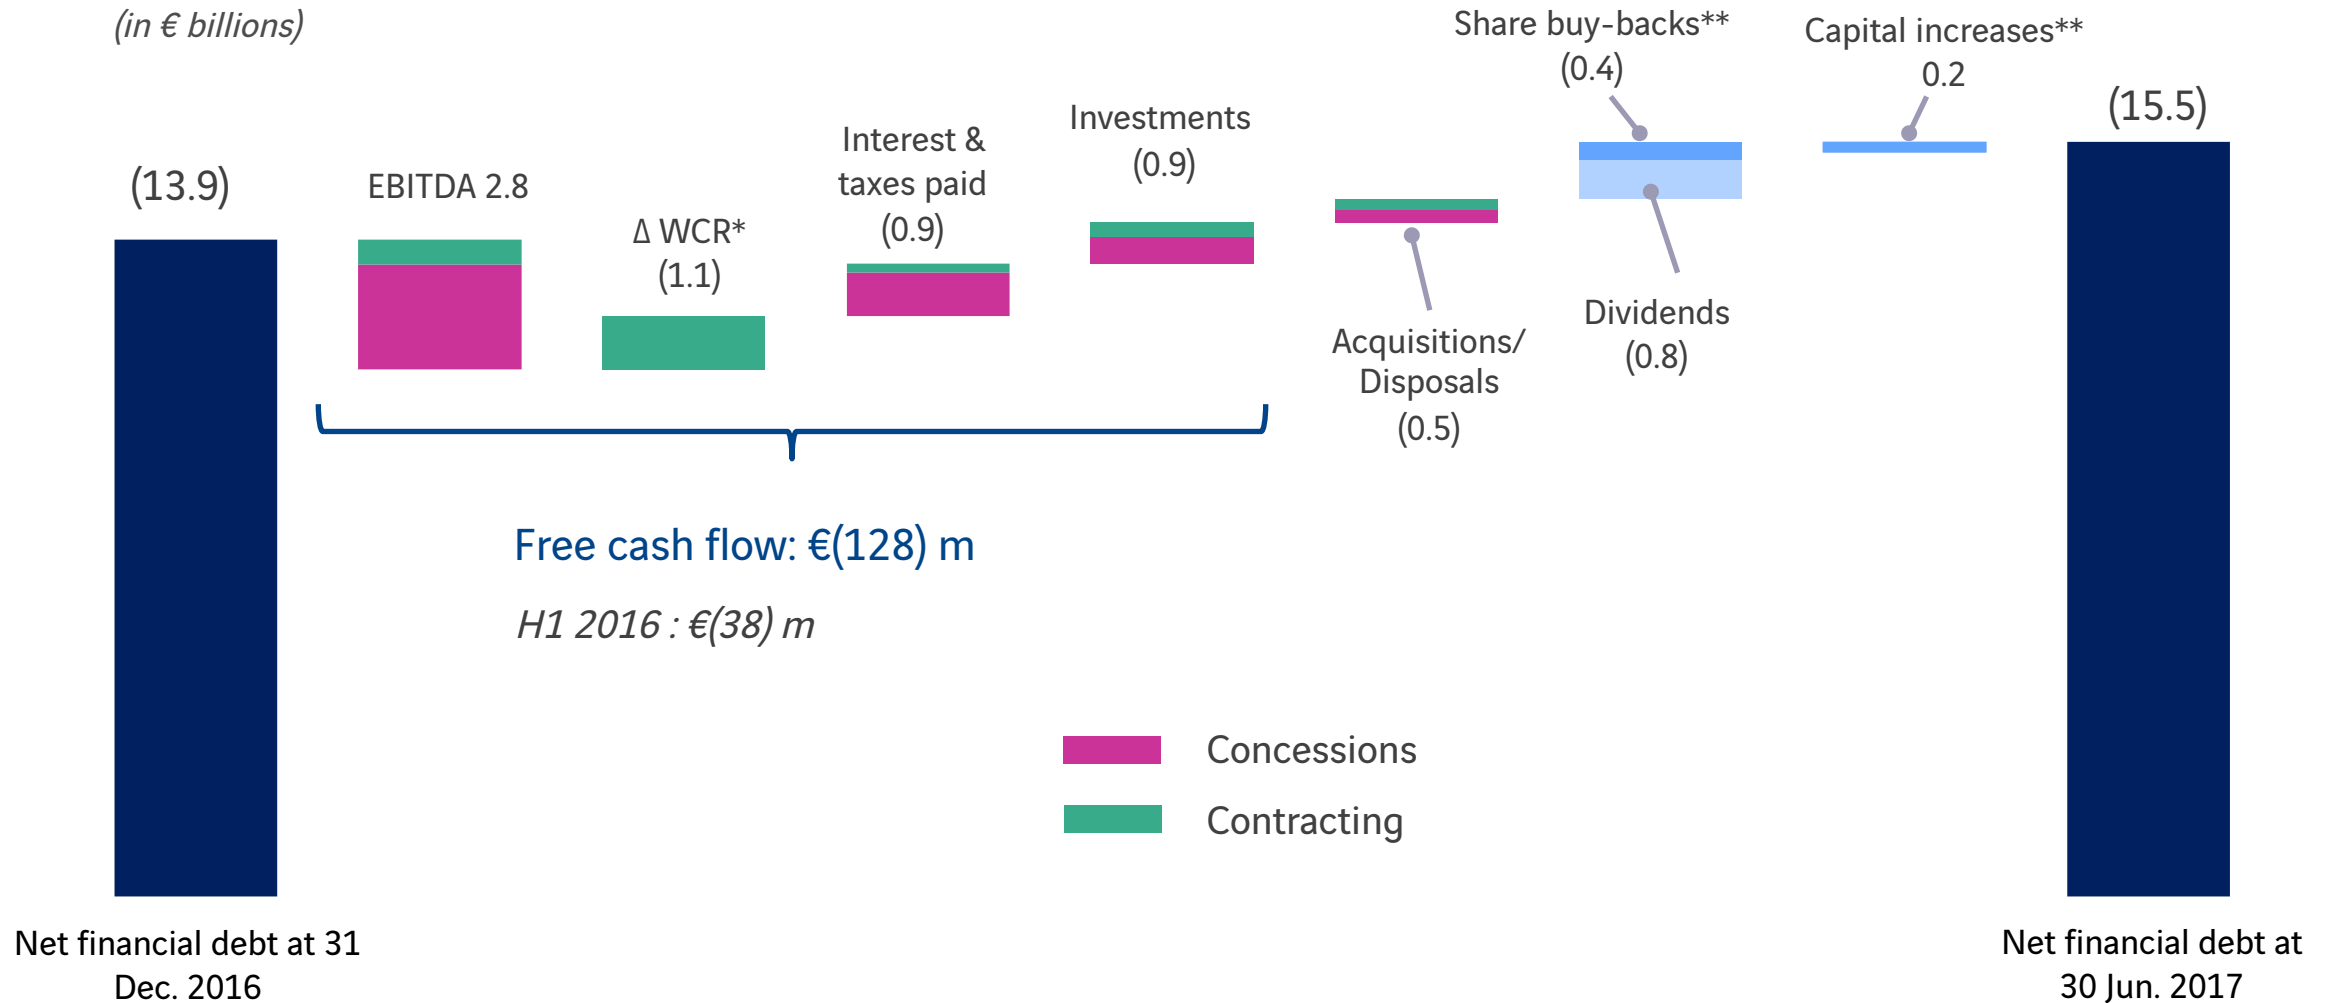 (in € billions)
(13.9)
EBITDA 2.8
Δ WCR*
(1.1)
Interest &
taxes paid
(0.9)
Investments
(0.9)
Acquisitions/
Disposals
(0.5)
Share buy-backs**
(0.4)
Dividends
(0.8)
Capital increases**
0.2
(15.5)
Free cash flow: €(128) m
H1 2016 : €(38) m
Concessions
Contracting
Net financial debt at 31
Dec. 2016
Net financial debt at
30 Jun. 2017